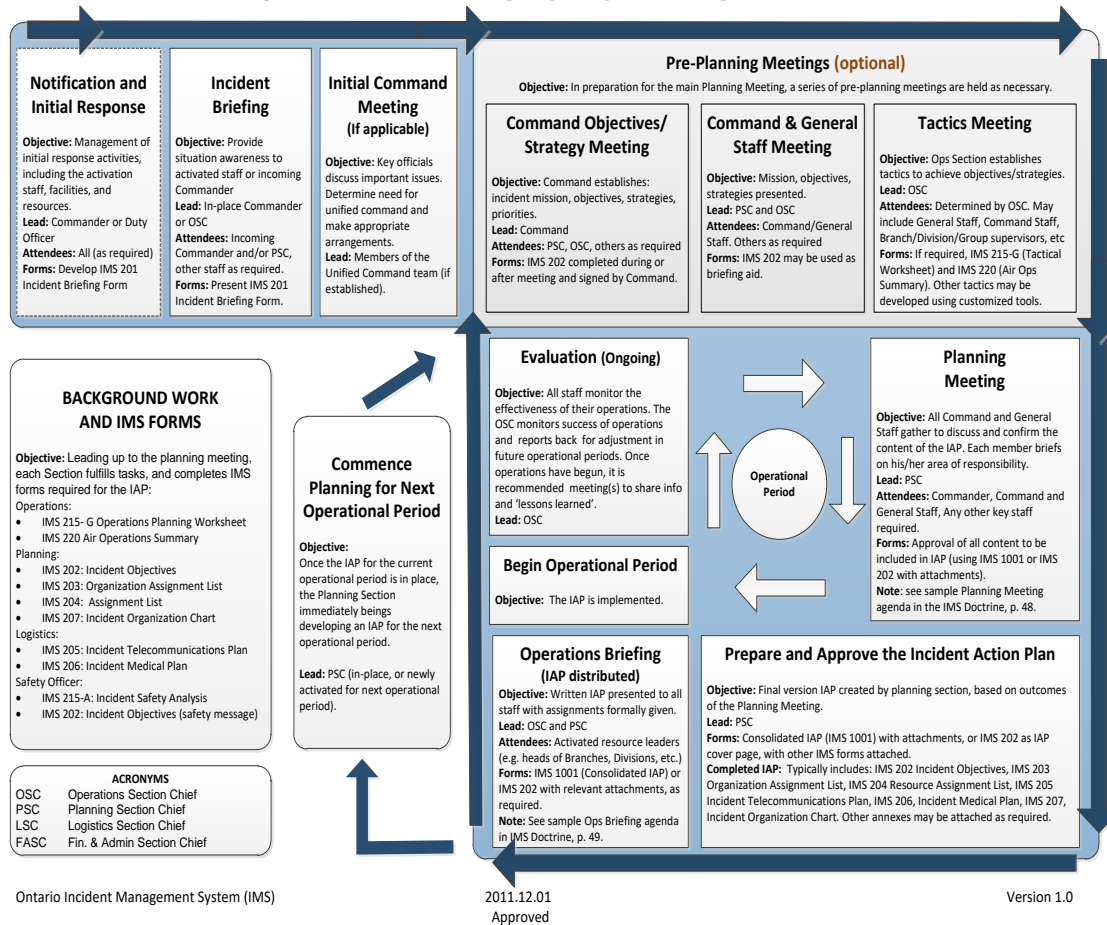 Notification and
Initial Response
Objective: Management of
initial response activities,
including the activation
staff, facilities, and
resources.
Lead: Commander or Duty
Officer
Attendees: All (as required)
Forms: Develop IMS 201
Incident Briefing Form
Incident
Briefing
Objective: Provide
situation awareness to
activated staff or incoming
Commander
Lead: In-place Commander
or OSC
Attendees: Incoming
Commander and/or PSC,
other staff as required.
Forms: Present IMS 201
Incident Briefing Form.
Initial Command
Meeting
(If applicable)
Objective: Key officials
discuss important issues.
Determine need for
unified command and
make appropriate
arrangements.
Lead: Members of the
Unified Command team (if
established).
Pre-Planning Meetings (optional)
Objective: In preparation for the main Planning Meeting, a series of pre-planning meetings are held as necessary.
Command Objectives/
Strategy Meeting
Objective: Command establishes:
incident mission, objectives, strategies,
priorities.
Lead: Command
Attendees: PSC, OSC, others as required
Forms: IMS 202 completed during or
after meeting and signed by Command.
Command & General
Staff Meeting
Objective: Mission, objectives,
strategies presented.
Lead: PSC and OSC
Attendees: Command/General
Staff. Others as required
Forms: IMS 202 may be used as
briefing aid.
Tactics Meeting
Objective: Ops Section establishes
tactics to achieve objectives/strategies.
Lead: OSC
Attendees: Determined by OSC. May
include General Staff, Command Staff,
Branch/Division/Group supervisors, etc
Forms: If required, IMS 215-G (Tactical
Worksheet) and IMS 220 (Air Ops
Summary). Other tactics may be
developed using customized tools.
BACKGROUND WORK
AND IMS FORMS
Objective: Leading up to the planning meeting,
each Section fulfills tasks, and completes IMS
forms required for the IAP:
Operations:
• IMS 215- G Operations Planning Worksheet
• IMS 220 Air Operations Summary
Planning:
• IMS 202: Incident Objectives
• IMS 203: Organization Assignment List
• IMS 204: Assignment List
• IMS 207: Incident Organization Chart
Logistics:
• IMS 205: Incident Telecommunications Plan
• IMS 206: Incident Medical Plan
Safety Officer:
• IMS 215-A: Incident Safety Analysis
• IMS 202: Incident Objectives (safety message)
ACRONYMS
OSC Operations Section Chief
PSC Planning Section Chief
LSC Logistics Section Chief
FASC Fin. & Admin Section Chief
Commence
Planning for Next
Operational Period
Objective:
Once the IAP for the current
operational period is in place,
the Planning Section
immediately beings
developing an IAP for the next
operational period.
Lead: PSC (in-place, or newly
activated for next operational
period).
Evaluation (Ongoing)
Objective: All staff monitor the
effectiveness of their operations. The
OSC monitors success of operations
and reports back for adjustment in
future operational periods. Once
operations have begun, it is
recommended meeting(s) to share info
and ‘lessons learned’.
Lead: OSC
Begin Operational Period
Objective: The IAP is implemented.
Operational
Period
Planning
Meeting
Objective: All Command and General
Staff gather to discuss and confirm the
content of the IAP. Each member briefs
on his/her area of responsibility.
Lead: PSC
Attendees: Commander, Command and
General Staff, Any other key staff
required.
Forms: Approval of all content to be
included in IAP (using IMS 1001 or IMS
202 with attachments).
Note: see sample Planning Meeting
agenda in the IMS Doctrine, p. 48.
Operations Briefing
(IAP distributed)
Objective: Written IAP presented to all
staff with assignments formally given.
Lead: OSC and PSC
Attendees: Activated resource leaders
(e.g. heads of Branches, Divisions, etc.)
Forms: IMS 1001 (Consolidated IAP) or
IMS 202 with relevant attachments, as
required.
Note: See sample Ops Briefing agenda
in IMS Doctrine, p. 49.
Prepare and Approve the Incident Action Plan
Objective: Final version IAP created by planning section, based on outcomes
of the Planning Meeting.
Lead: PSC
Forms: Consolidated IAP (IMS 1001) with attachments, or IMS 202 as IAP
cover page, with other IMS forms attached.
Completed IAP: Typically includes: IMS 202 Incident Objectives, IMS 203
Organization Assignment List, IMS 204 Resource Assignment List, IMS 205
Incident Telecommunications Plan, IMS 206, Incident Medical Plan, IMS 207,
Incident Organization Chart. Other annexes may be attached as required.
Ontario Incident Management System (IMS)
2011.12.01
Approved
Version 1.0